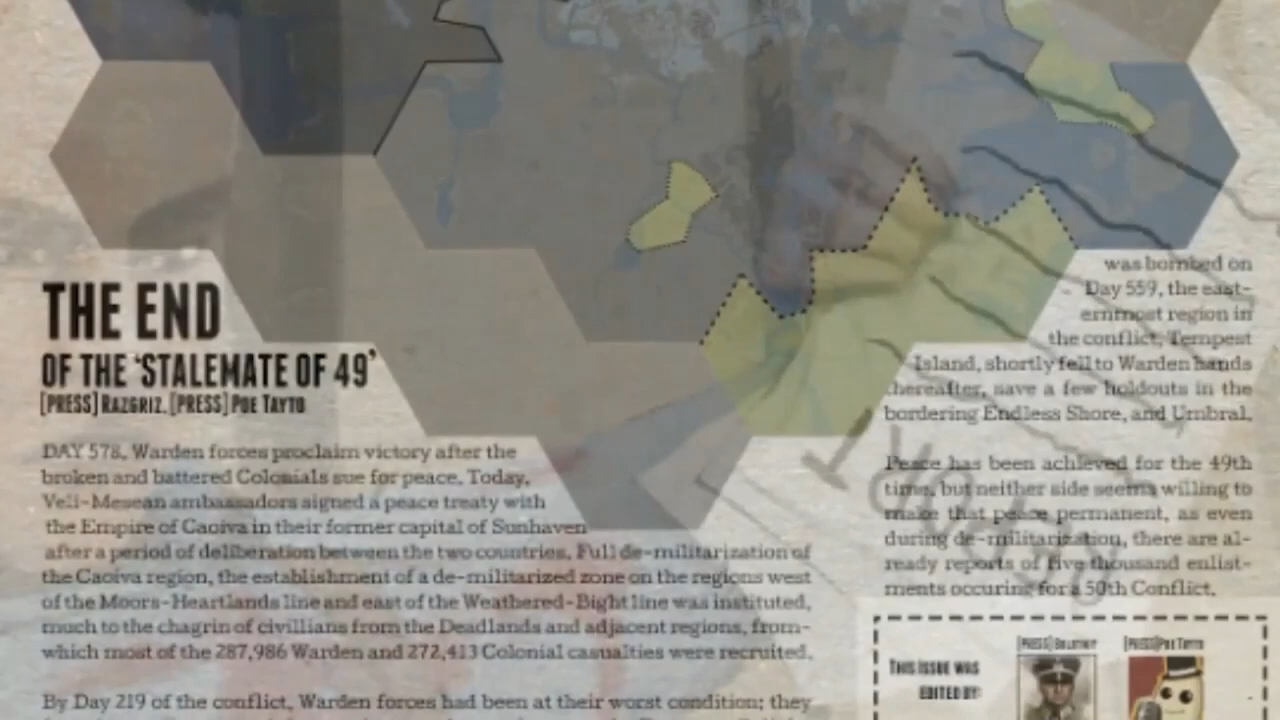 THE END
OF THE 'STALEMATE OF 49'
[PRESS] RAZGRIZ, [PRESS] POE TAYTO
DAY 578, Warden forces proclaim victory after the
broken and battered Colonials sue for peace. Today,
Veli-Mesean ambassadors signed a peace treaty with
the Empire of Caoiva in their former capital of Sunhaven
after a period of deliberation between the two countries. Full de-militarization of
the Caoiva region, the establishment of a de-militarized zone on the regions west
of the Moors-Heartlands line and east of the Weathered-Bight line was instituted,
much to the chagrin of civillians from the Deadlands and adjacent regions, from-
which most of the 287,986 Warden and 272,413 Colonial casualties were recruited.
By Day 219 of the conflict, Warden forces had been at their worst condition; they
was bombed on
Day 559, the east-
ernmost region in
the conflict, Tempest
Island, shortly fell to Warden hands
thereafter, save a few holdouts in the
bordering Endless Shore, and Umbral.
Peace has been achieved for the 49th
time, but neither side seems willing to
make that peace permanent, as even
during de-militarization, there are al-
ready reports of five thousand enlist-
ments occuring for a 50th Conflict.
THIS ISSUE WAS
EDITED BY:
[PRESS]
[PRESS] POE TAYTO